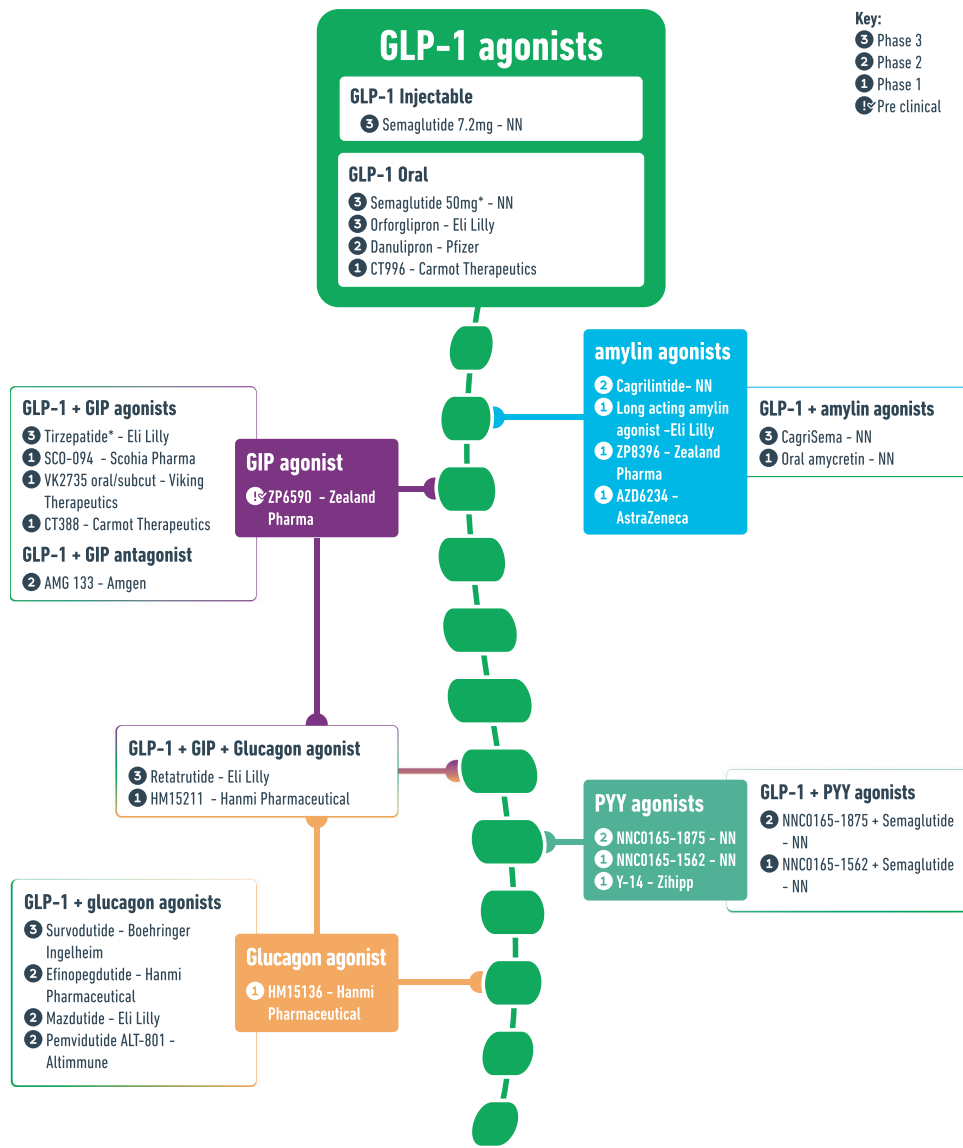 GLP-1 agonists
GLP-1 Injectable
3 Semaglutide 7.2mg - NN
GLP-1 Oral
3 Semaglutide 50mg* - NN
3 Orforglipron - Eli Lilly
2 Danulipron - Pfizer
1 CT996 - Carmot Therapeutics
Key:
3 Phase 3
2 Phase 2
1 Phase 1
! Pre clinical
amylin agonists
2 Cagrilintide- NN
1 Long acting amylin
agonist -Eli Lilly
1 ZP8396 - Zealand
Pharma
1 AZD6234 -
AstraZeneca
GLP-1 + amylin agonists
3 CagriSema - NN
1 Oral amycretin - NN
GLP-1 + GIP agonists
3 Tirzepatide* - Eli Lilly
1 SCO-094 - Scohia Pharma
1 VK2735 oral/subcut - Viking
Therapeutics
1 CT388 - Carmot Therapeutics
GLP-1 + GIP antagonist
2 AMG 133 - Amgen
GIP agonist
! ZP6590 - Zealand
Pharma
GLP-1 + GIP + Glucagon agonist
3 Retatrutide - Eli Lilly
1 HM15211 - Hanmi Pharmaceutical
PYY agonists
2 NNC0165-1875 - NN
1 NNC0165-1562 - NN
1 Y-14 - Zihipp
GLP-1 + PYY agonists
2 NNC0165-1875 + Semaglutide
- NN
1 NNC0165-1562 + Semaglutide
- NN
GLP-1 + glucagon agonists
3 Survodutide - Boehringer
Ingelheim
2 Efinopegdutide - Hanmi
Pharmaceutical
2 Mazdutide - Eli Lilly
2 Pemvidutide ALT-801 -
Altimmune
Glucagon agonist
1 HM15136 - Hanmi
Pharmaceutical